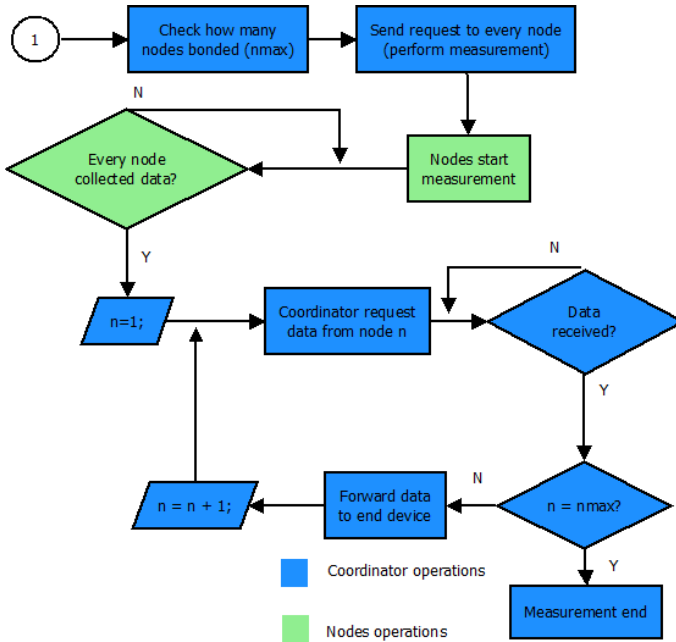 1
Check how many
nodes bonded (nmax)
Send request to every node
(perform measurement)
N
Every node
collected data?
Nodes start
measurement
Y
N
n=1;
Coordinator request
data from node n
Data
received?
Y
n = n + 1;
Forward data
to end device
N
n = nmax?
Y
Coordinator operations
Measurement end
Nodes operations